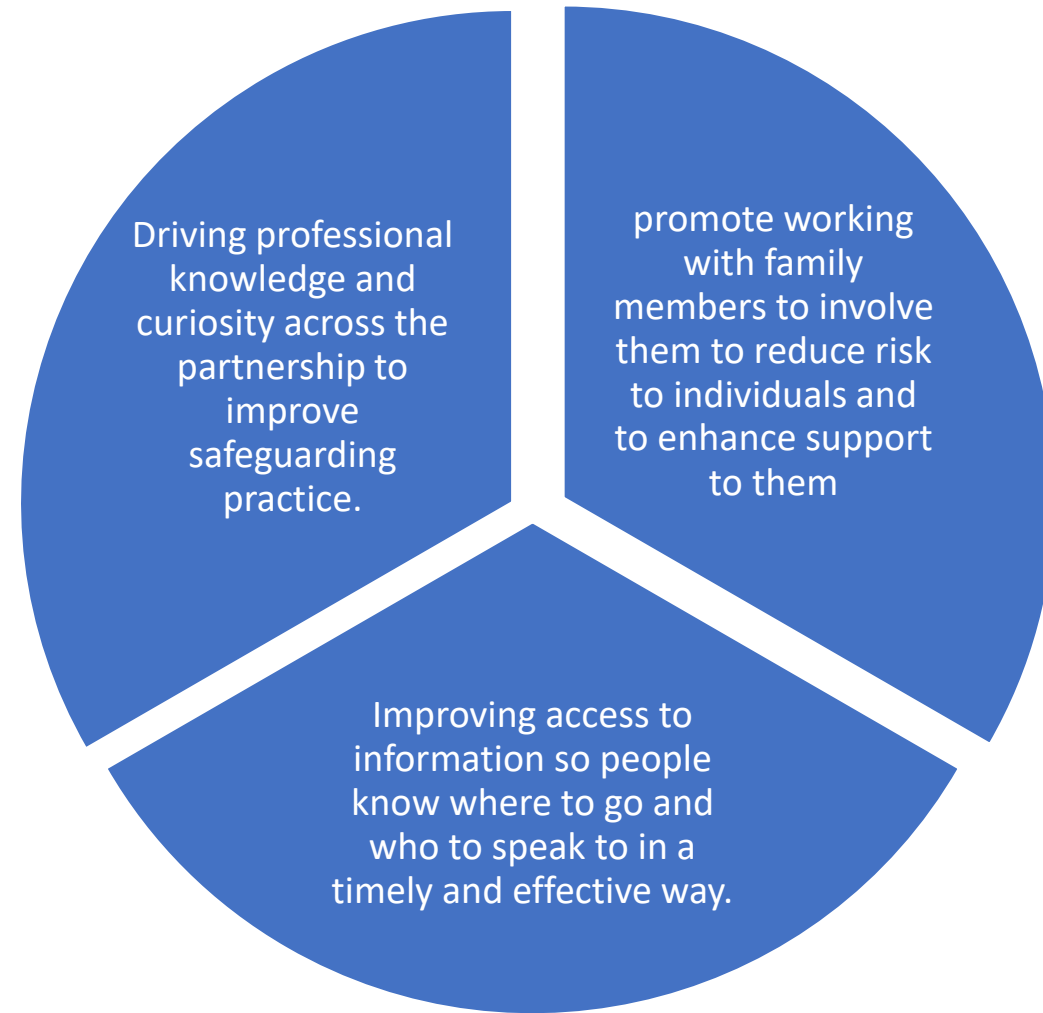 Driving professional
knowledge and
curiosity across the
partnership to
improve
safeguarding
practice.
promote working
with family
members to involve
them to reduce risk
to individuals and
to enhance support
to them
Improving access to
information so people
know where to go and
who to speak to in a
timely and effective way.